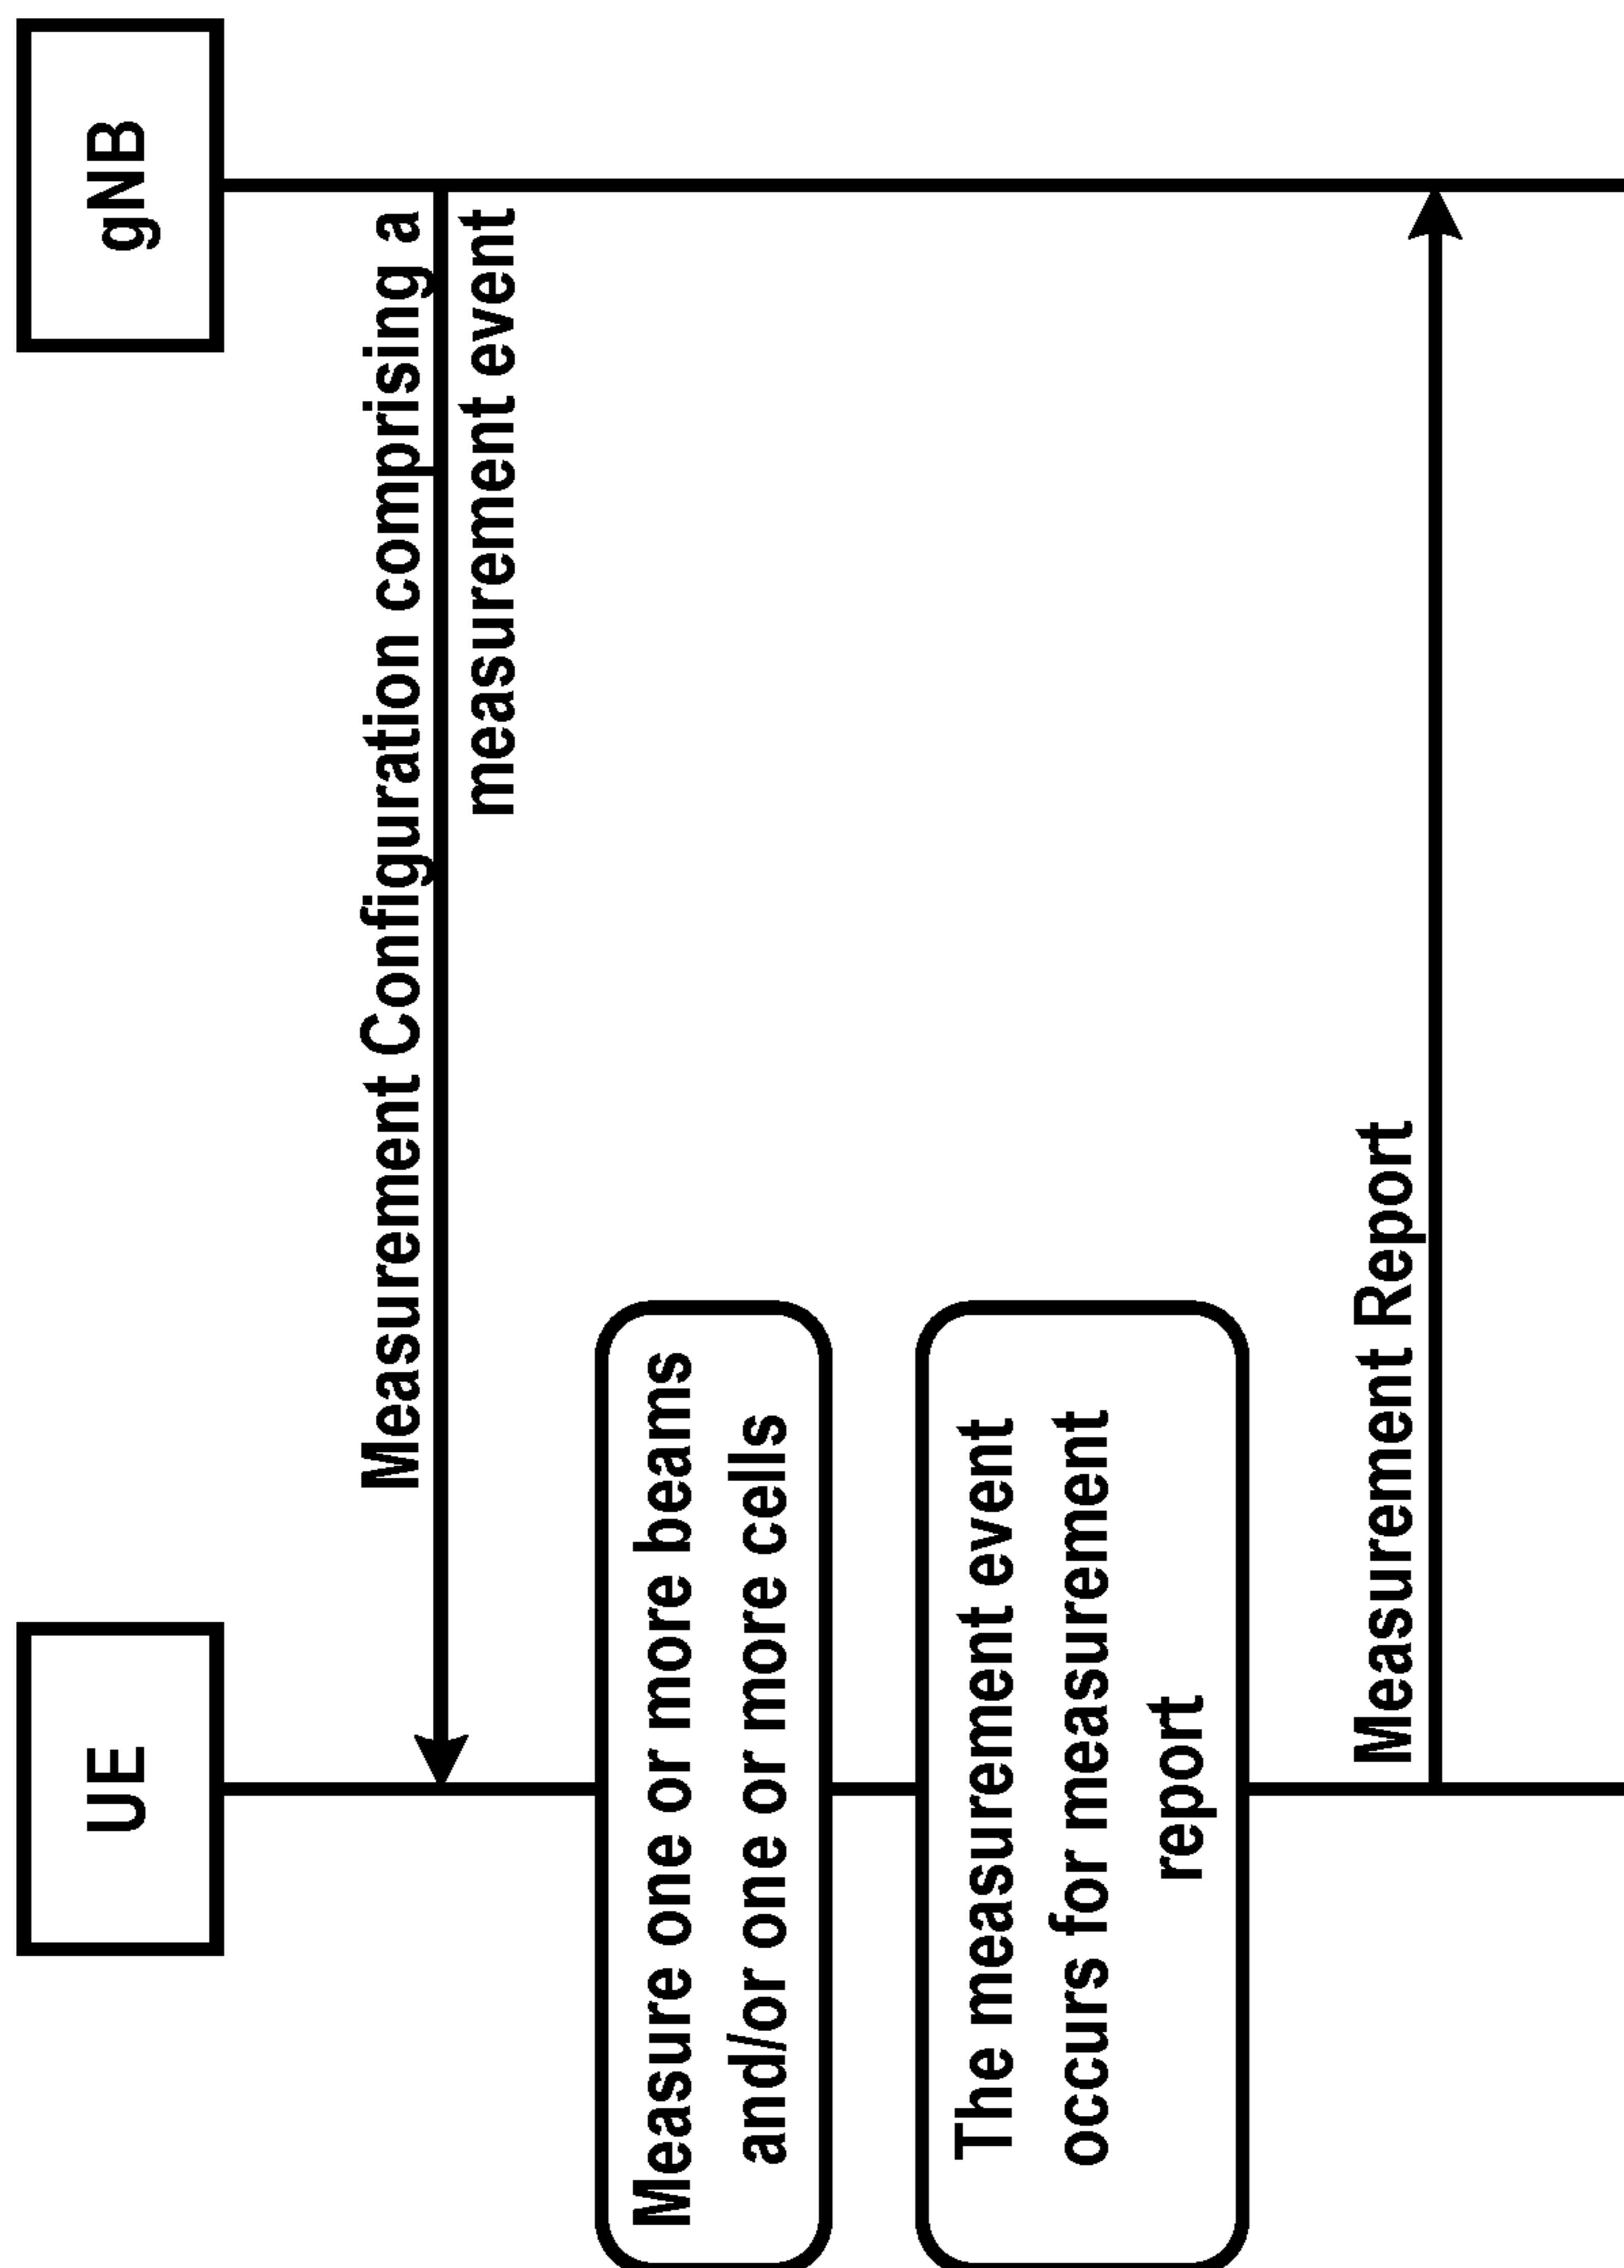 UE
gNB
Measurement Configuration comprising a
measurement event
Measure one or more beams
and/or one or more cells
The measurement event
occurs for measurement
report
Measurement Report